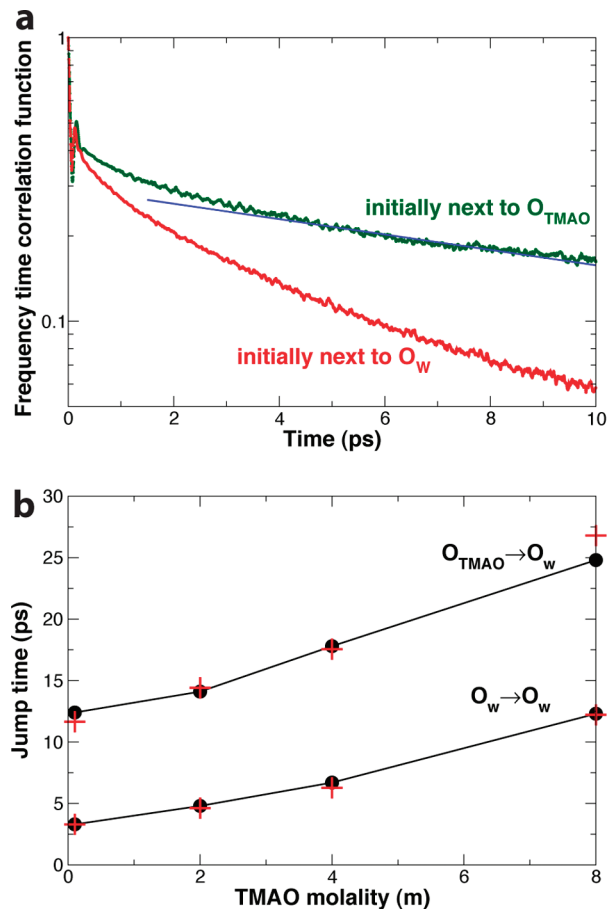 a
Frequency time correlation function
1
0.1
initially next to O_TMAO
initially next to O_W
0 2 4 6 8 10
Time (ps)
b
Jump time (ps)
30
25
20
15
10
5
0
O_TMAO→O_w
O_w→O_w
0 2 4 6 8
TMAO molality (m)